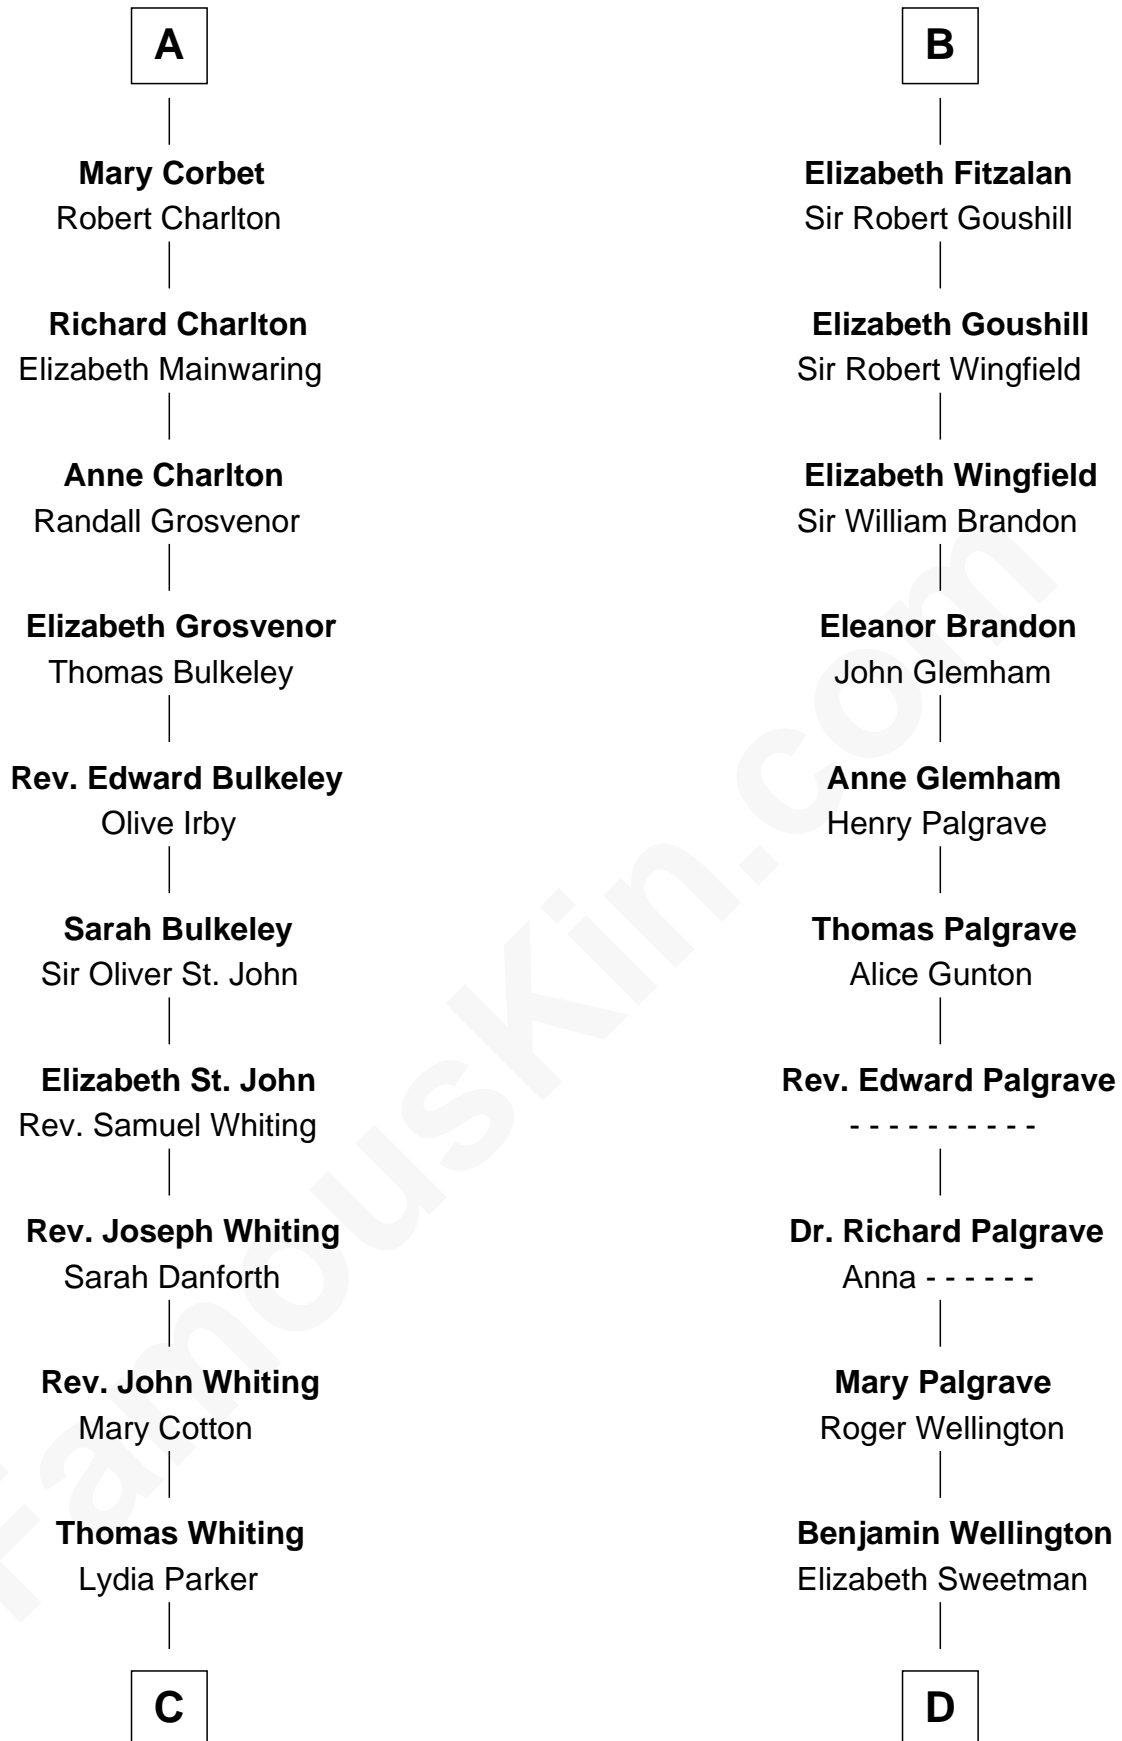 A
Mary Corbet
Robert Charlton
Richard Charlton
Elizabeth Mainwaring
Anne Charlton
Randall Grosvenor
Elizabeth Grosvenor
Thomas Bulkeley
Rev. Edward Bulkeley
Olive Irby
Sarah Bulkeley
Sir Oliver St. John
Elizabeth St. John
Rev. Samuel Whiting
Rev. Joseph Whiting
Sarah Danforth
Rev. John Whiting
Mary Cotton
Thomas Whiting
Lydia Parker
C
B
Elizabeth Fitzalan
Sir Robert Goushill
Elizabeth Goushill
Sir Robert Wingfield
Elizabeth Wingfield
Sir William Brandon
Eleanor Brandon
John Glemham
Anne Glemham
Henry Palgrave
Thomas Palgrave
Alice Gunton
Rev. Edward Palgrave
- - - - - - - - - -
Dr. Richard Palgrave
Anna - - - - - -
Mary Palgrave
Roger Wellington
Benjamin Wellington
Elizabeth Sweetman
D
FamousKin.com